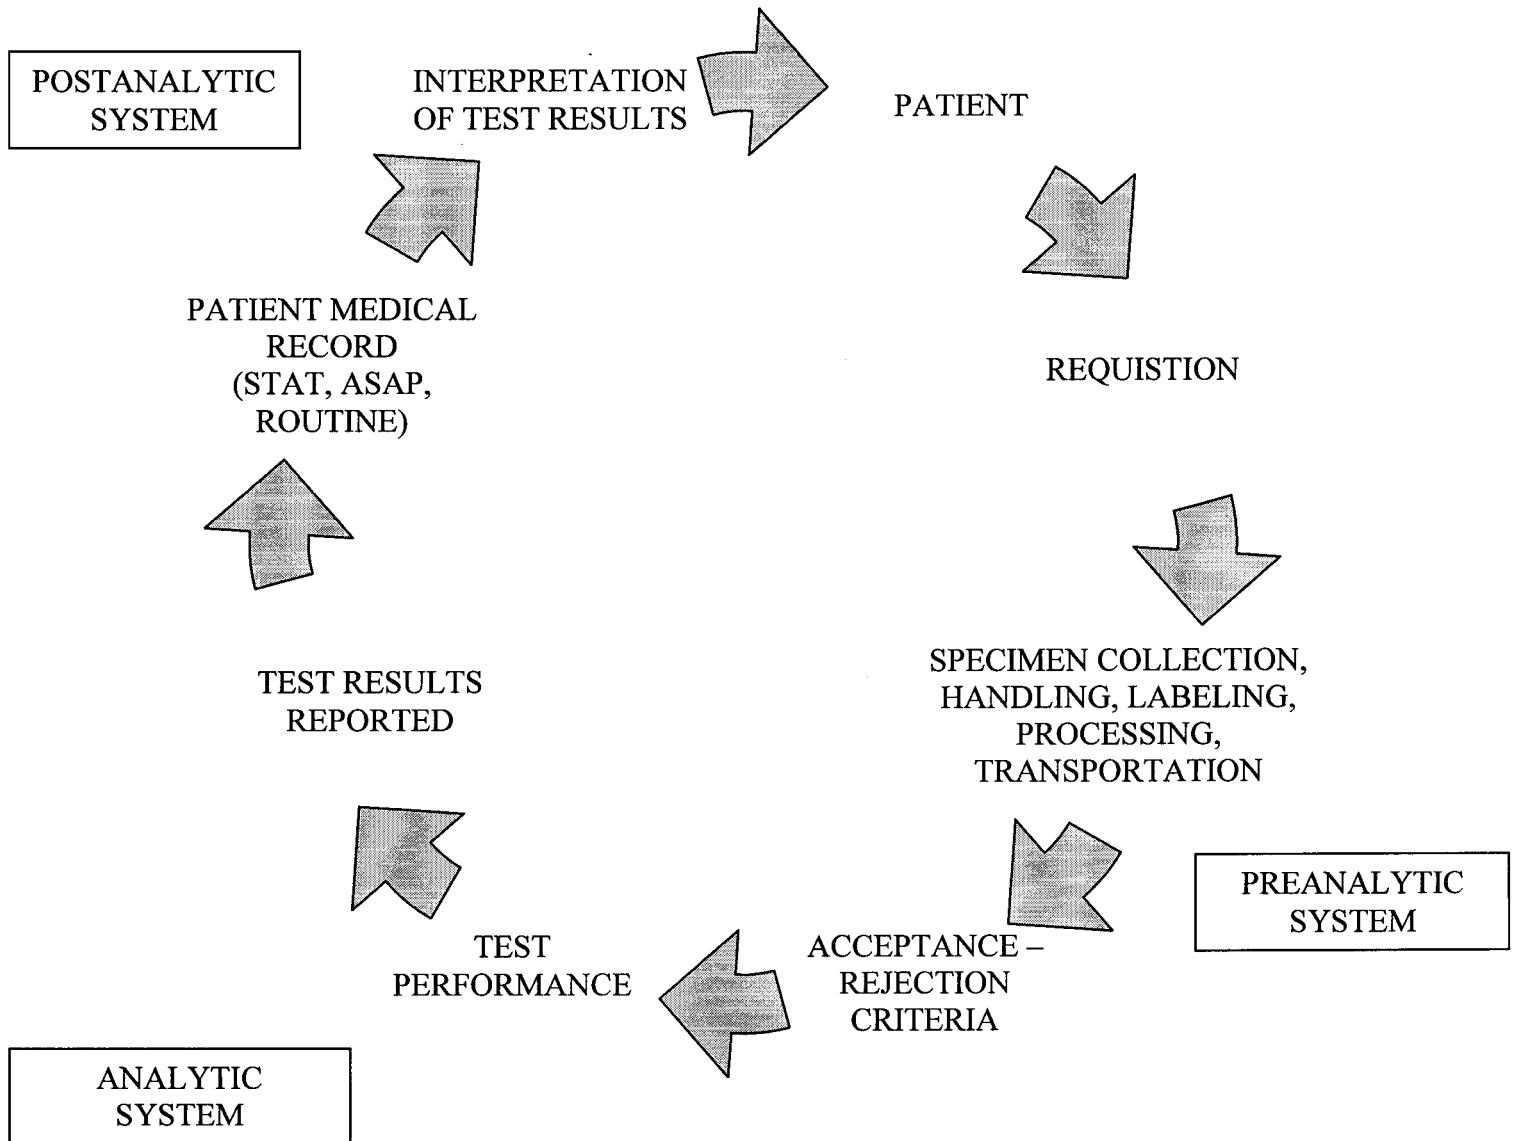 POSTANALYTIC
SYSTEM
INTERPRETATION
OF TEST RESULTS
PATIENT
REQUISTION
SPECIMEN COLLECTION,
HANDLING, LABELING,
PROCESSING,
TRANSPORTATION
PREANALYTIC
SYSTEM
ACCEPTANCE –
REJECTION
CRITERIA
TEST
PERFORMANCE
ANALYTIC
SYSTEM
TEST RESULTS
REPORTED
PATIENT MEDICAL
RECORD
(STAT, ASAP,
ROUTINE)